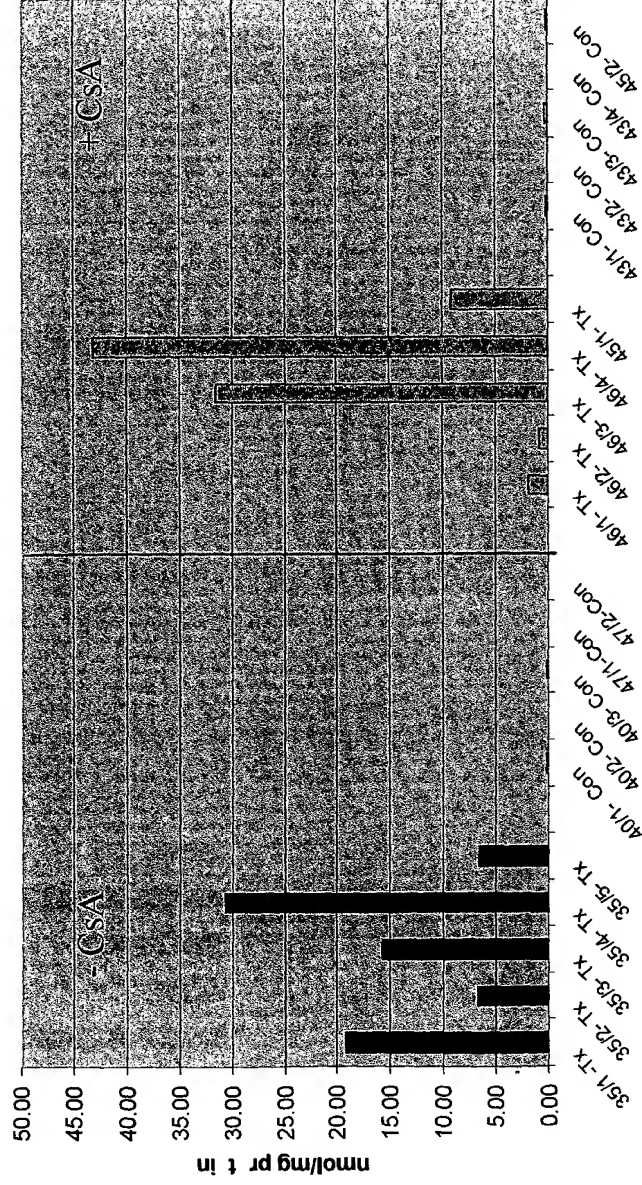 - CsA
+ CsA
50.00
45.00
40.00
35.00
30.00
25.00
20.00
15.00
10.00
5.00
0.00
nmol/mg pr t in
35/1 -Tx
35/2- Tx
35/3- Tx
35/4- Tx
35/5- Tx
40/1- Con
40/2- Con
40/3- Con
47/1-Con
47/2-Con
46/1- Tx
46/2- Tx
46/3- Tx
46/4- Tx
45/1- Tx
43/1- Con
43/2- Con
43/3- Con
43/4- Con
45/2- Con